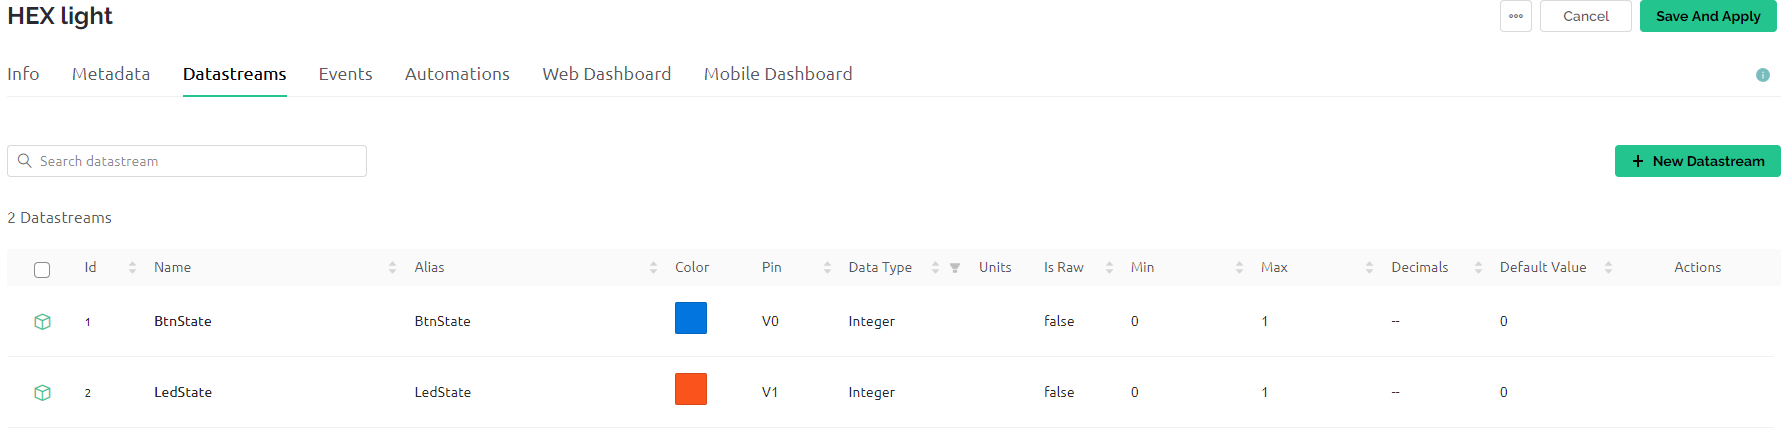 HEX light
Cancel Save And Apply
Info Metadata Datastreams Events Automations Web Dashboard Mobile Dashboard
Search datastream
+ New Datastream
2 Datastreams
Id Name Alias Color Pin Data Type Units Is Raw Min Max Decimals Default Value Actions
1 BtnState BtnState V0 Integer false 0 1 -- 0
2 LedState LedState V1 Integer false 0 1 -- 0